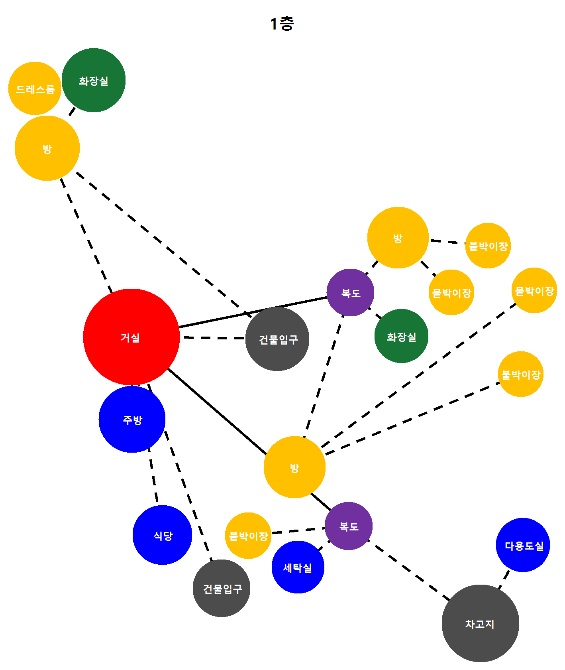 1층
화장실
드레스룸
방
방
붙박이장
복도
붙박이장
붙박이장
거실
건물입구
화장실
붙박이장
주방
방
식당
붙박이장
복도
다용도실
세탁실
건물입구
차고지